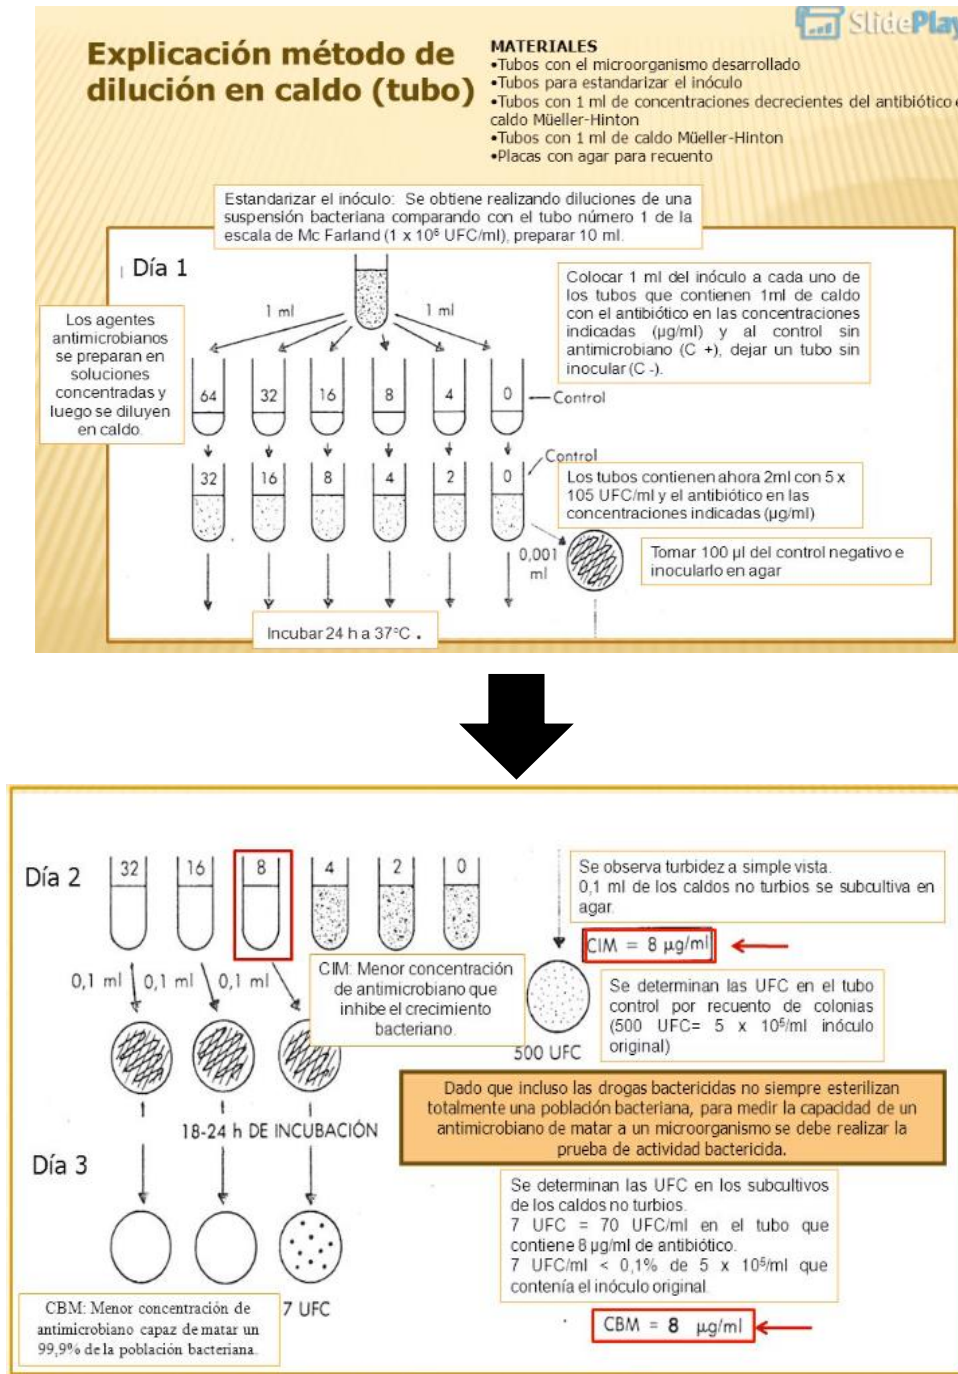 SlidePlay
Explicación método de
dilución en caldo (tubo)
MATERIALES
•Tubos con el microorganismo desarrollado
•Tubos para estandarizar el inóculo
•Tubos con 1 ml de concentraciones decrecientes del antibiótico
caldo Müeller-Hinton
•Tubos con 1 ml de caldo Müeller-Hinton
•Placas con agar para recuento
Estandarizar el inóculo: Se obtiene realizando diluciones de una
suspensión bacteriana comparando con el tubo número 1 de la
escala de Mc Farland (1 x 10⁶ UFC/ml), preparar 10 ml.
Día 1
1 ml
1 ml
Colocar 1 ml del inóculo a cada uno de
los tubos que contienen 1ml de caldo
con el antibiótico en las concentraciones
indicadas (µg/ml) y al control sin
antimicrobiano (C +), dejar un tubo sin
inocular (C -).
Los agentes
antimicrobianos
se preparan en
soluciones
concentradas y
luego se diluyen
en caldo.
64 32 16 8 4 0
Control
32 16 8 4 2 0
Control
Los tubos contienen ahora 2ml con 5 x
105 UFC/ml y el antibiótico en las
concentraciones indicadas (µg/ml)
0,001
ml
Tomar 100 µl del control negativo e
inocularlo en agar
Incubar 24 h a 37°C .
Día 2
32 16 8 4 2 0
Se observa turbidez a simple vista.
0,1 ml de los caldos no turbios se subcultiva en
agar.
CIM = 8 µg/ml
0,1 ml 0,1 ml 0,1 ml
CIM: Menor concentración
de antimicrobiano que
inhibe el crecimiento
bacteriano.
Se determinan las UFC en el tubo
control por recuento de colonias
(500 UFC= 5 x 10⁵/ml inóculo
original)
500 UFC
Dado que incluso las drogas bactericidas no siempre esterilizan
totalmente una población bacteriana, para medir la capacidad de un
antimicrobiano de matar a un microorganismo se debe realizar la
prueba de actividad bactericida.
18-24 h DE INCUBACIÓN
Día 3
Se determinan las UFC en los subcultivos
de los caldos no turbios.
7 UFC = 70 UFC/ml en el tubo que
contiene 8 µg/ml de antibiótico.
7 UFC/ml < 0,1% de 5 x 10⁵/ml que
contenía el inóculo original.
7 UFC
CBM: Menor concentración de
antimicrobiano capaz de matar un
99,9% de la población bacteriana.
CBM = 8 µg/ml